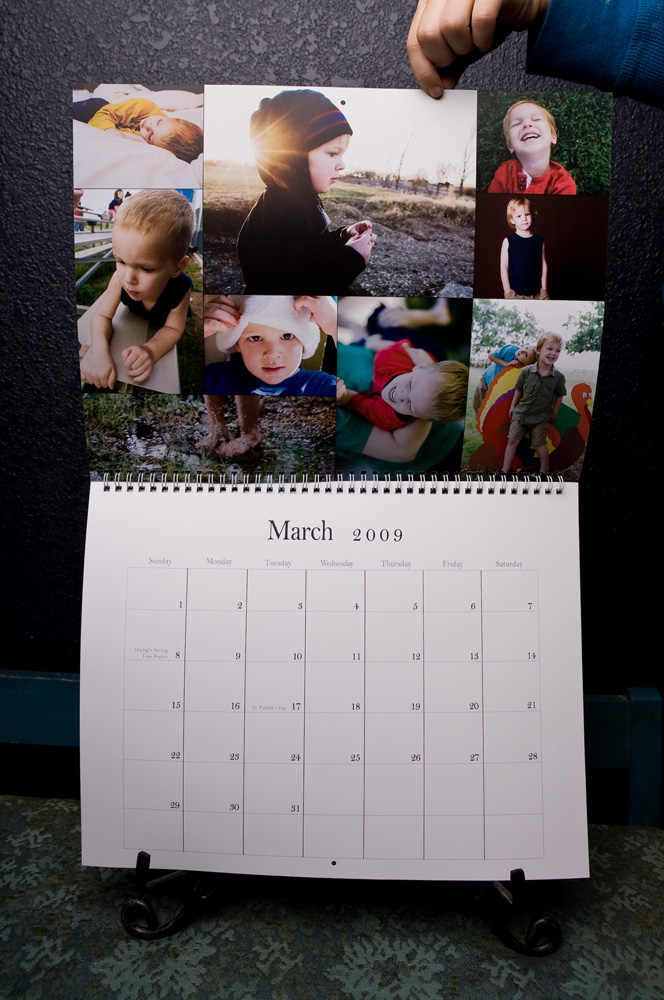 March 2009
Sunday Monday Tuesday Wednesday Thursday Friday Saturday
1 2 3 4 5 6 7
Daylight Saving
Time Begins 8 9 10 11 12 13 14
15 16 St. Patrick's Day 17 18 19 20 21
22 23 24 25 26 27 28
29 30 31